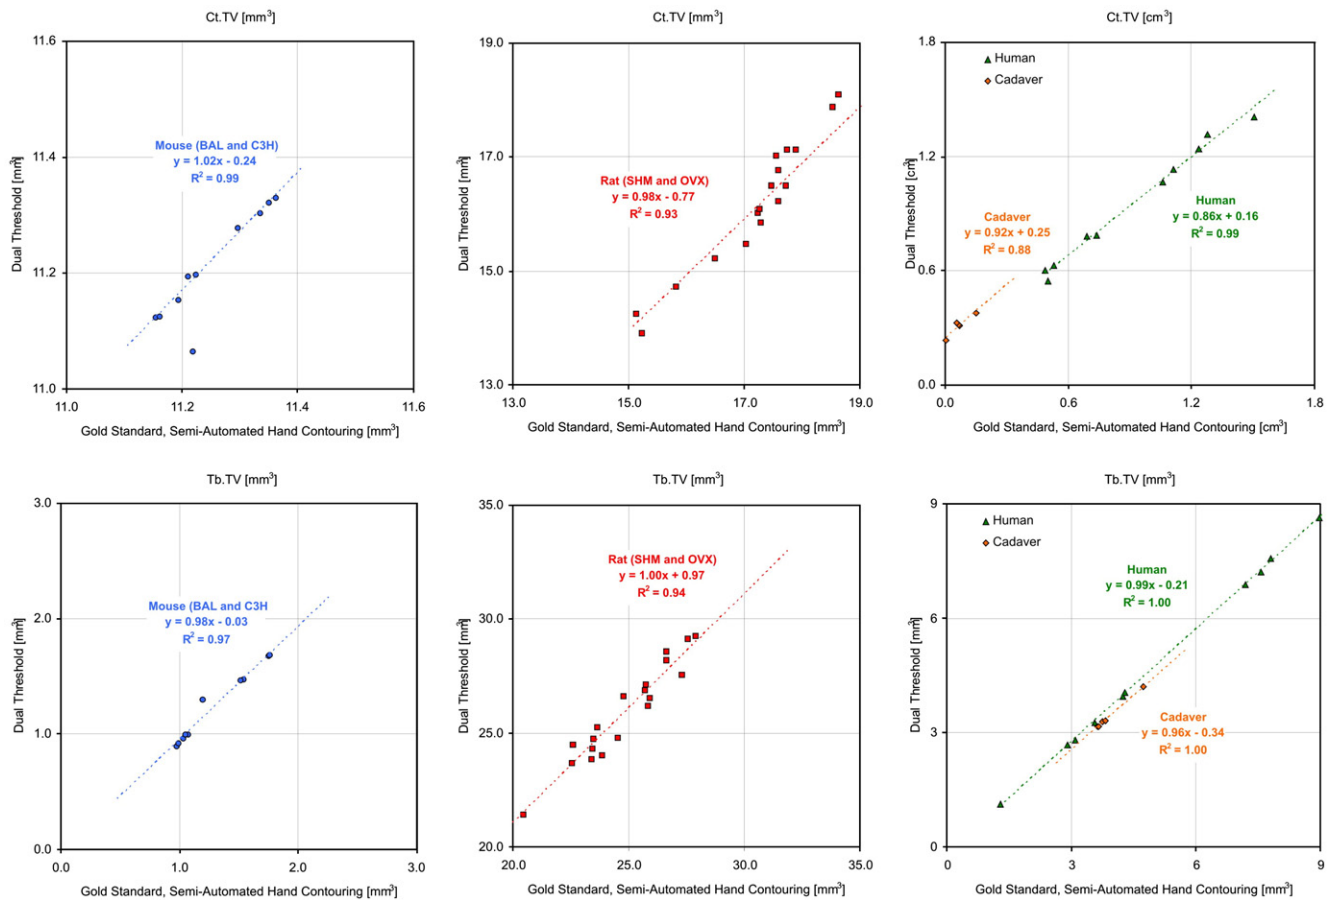 Ct.TV [mm³]
11.6
11.4
11.2
11.0
11.0 11.2 11.4 11.6
Dual Threshold [mm³]
Mouse (BAL and C3H)
y = 1.02x - 0.24
R² = 0.99
Gold Standard, Semi-Automated Hand Contouring [mm³]
Ct.TV [mm³]
19.0
17.0
15.0
13.0
13.0 15.0 17.0 19.0
Dual Threshold [mm³]
Rat (SHM and OVX)
y = 0.98x - 0.77
R² = 0.93
Gold Standard, Semi-Automated Hand Contouring [mm³]
Ct.TV [cm³]
1.8
1.2
0.6
0.0
0.0 0.6 1.2 1.8
Dual Threshold [cm³]
Human
Cadaver
Cadaver
y = 0.92x + 0.25
R² = 0.88
Human
y = 0.86x + 0.16
R² = 0.99
Gold Standard, Semi-Automated Hand Contouring [cm³]
Tb.TV [mm³]
3.0
2.0
1.0
0.0
0.0 1.0 2.0 3.0
Dual Threshold [mm³]
Mouse (BAL and C3H
y = 0.98x - 0.03
R² = 0.97
Gold Standard, Semi-Automated Hand Contouring [mm³]
Tb.TV [mm³]
35.0
30.0
25.0
20.0
20.0 25.0 30.0 35.0
Dual Threshold [mm³]
Rat (SHM and OVX)
y = 1.00x + 0.97
R² = 0.94
Gold Standard, Semi-Automated Hand Contouring [mm³]
Tb.TV [mm³]
9
6
3
0
0 3 6 9
Dual Threshold [mm³]
Human
Cadaver
Human
y = 0.99x - 0.21
R² = 1.00
Cadaver
y = 0.96x - 0.34
R² = 1.00
Gold Standard, Semi-Automated Hand Contouring [mm³]